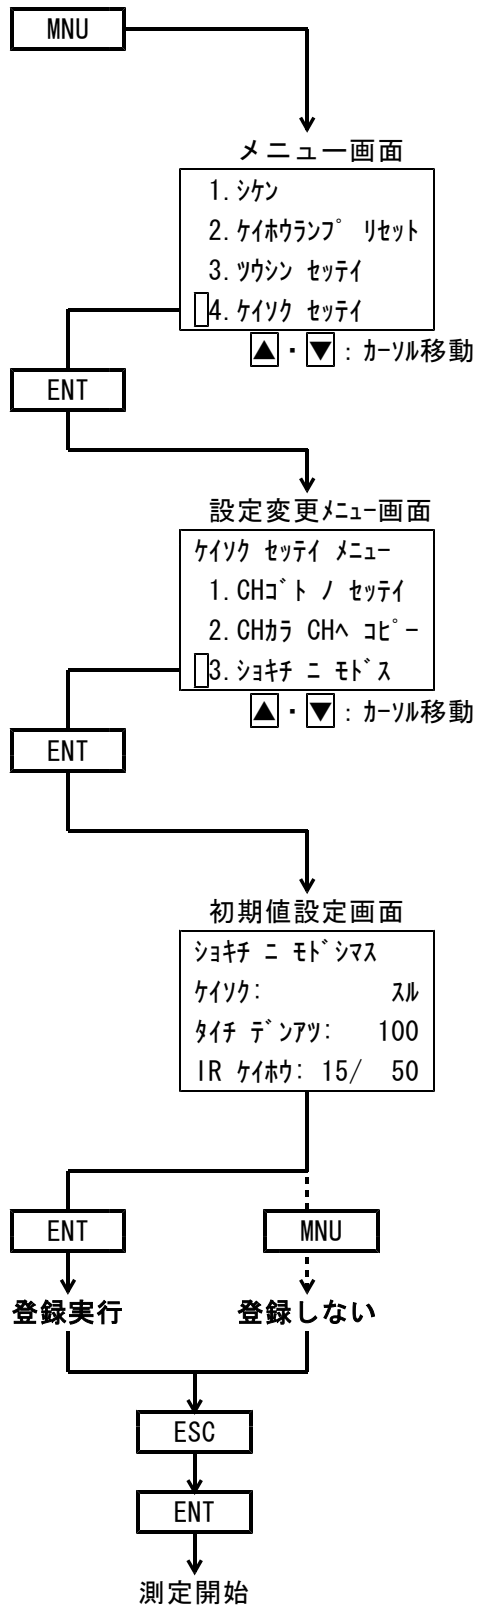 MNU
メニュー画面
1.ｼｹﾝ
2.ｹｲﾎｳﾗﾝﾌﾟ ﾘｾｯﾄ
3.ﾂｳｼﾝ ｾｯﾃｲ
4.ｹｲｿｸ ｾｯﾃｲ
▲・▼：ｶｰｿﾙ移動
ENT
設定変更ﾒﾆｭｰ画面
ｹｲｿｸ ｾｯﾃｲ ﾒﾆｭｰ
1.CHｺﾞﾄ ﾉ ｾｯﾃｲ
2.CHｶﾗ CHﾍ ｺﾋﾟｰ
3.ｼｮｷﾁ ﾆ ﾓﾄﾞｽ
▲・▼：ｶｰｿﾙ移動
ENT
初期値設定画面
ｼｮｷﾁ ﾆ ﾓﾄﾞｼﾏｽ
ｹｲｿｸ: ｽﾙ
ﾀｲﾁ ﾃﾞﾝｱﾂ: 100
IR ｹｲﾎｳ: 15/ 50
ENT MNU
登録実行 登録しない
ESC
ENT
測定開始